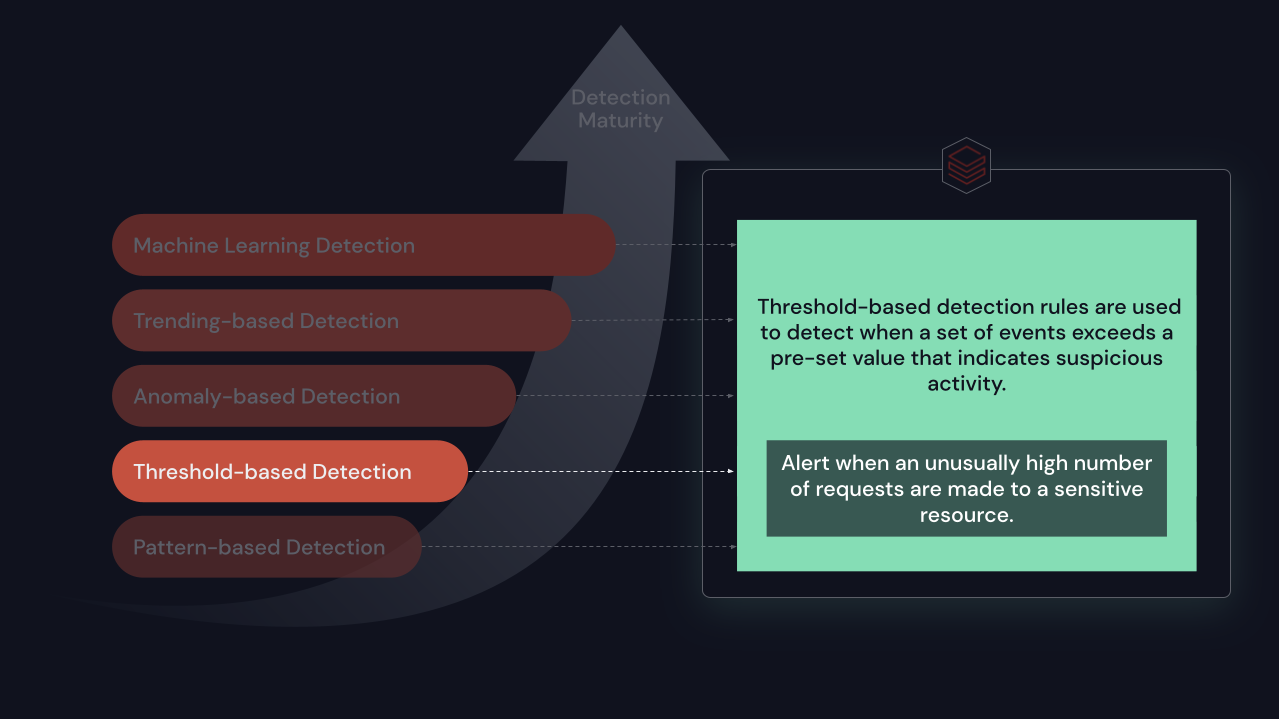 Detection
Maturity
Machine Learning Detection
Trending-based Detection
Anomaly-based Detection
Threshold-based Detection
Pattern-based Detection
Threshold-based detection rules are used
to detect when a set of events exceeds a
pre-set value that indicates suspicious
activity.
Alert when an unusually high number
of requests are made to a sensitive
resource.